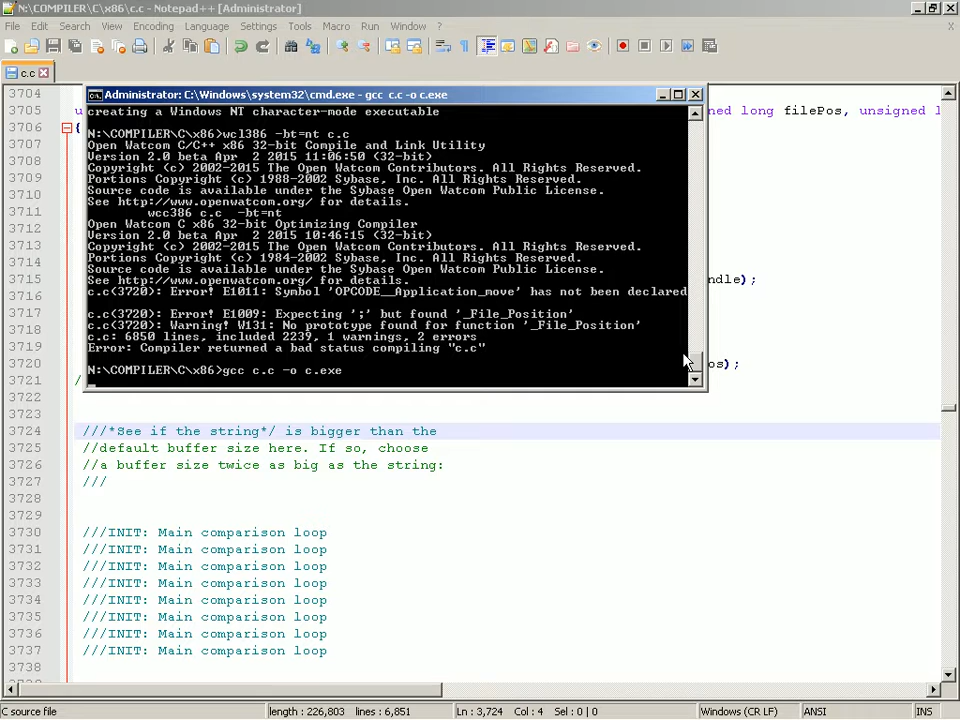 N:\COMPILER\C\x86\c.c - Notepad++ [Administrator]
File Edit Search View Encoding Language Settings Tools Macro Run Window ? X
c.c
Administrator: C:\Windows\system32\cmd.exe - gcc c.c -o c.exe
creating a Windows NT character-mode executable
N:\COMPILER\C\x86>wcl386 -bt=nt c.c
Open Watcom C/C++ x86 32-bit Compile and Link Utility
Version 2.0 beta Apr 2 2015 11:06:50 (32-bit)
Copyright (c) 2002-2015 The Open Watcom Contributors. All Rights Reserved.
Portions Copyright (c) 1988-2002 Sybase, Inc. All Rights Reserved.
Source code is available under the Sybase Open Watcom Public License.
See http://www.openwatcom.org/ for details.
wcc386 c.c -bt=nt
Open Watcom C x86 32-bit Optimizing Compiler
Version 2.0 beta Apr 2 2015 10:46:15 (32-bit)
Copyright (c) 2002-2015 The Open Watcom Contributors. All Rights Reserved.
Portions Copyright (c) 1984-2002 Sybase, Inc. All Rights Reserved.
Source code is available under the Sybase Open Watcom Public License.
See http://www.openwatcom.org/ for details.
c.c(3720): Error! E1011: Symbol 'OPCODE__Application_move' has not been declared
c.c(3720): Error! E1009: Expecting ';' but found '_File_Position'
c.c(3720): Warning! W131: No prototype found for function '_File_Position'
c.c: 6850 lines, included 2239, 1 warnings, 2 errors
Error: Compiler returned a bad status compiling "c.c"
N:\COMPILER\C\x86>gcc c.c -o c.exe
3704
3705 u ned long filePos, unsigned l
3706 {
3707
3708
3709
3710
3711
3712
3713
3714
3715 ndle);
3716
3717
3718
3719
3720 os);
3721 /
3722
3723
3724 ///*See if the string*/ is bigger than the
3725 //default buffer size here. If so, choose
3726 //a buffer size twice as big as the string:
3727 ///
3728
3729
3730 ///INIT: Main comparison loop
3731 ///INIT: Main comparison loop
3732 ///INIT: Main comparison loop
3733 ///INIT: Main comparison loop
3734 ///INIT: Main comparison loop
3735 ///INIT: Main comparison loop
3736 ///INIT: Main comparison loop
3737 ///INIT: Main comparison loop
3738
C source file length : 226,803 lines : 6,851 Ln : 3,724 Col : 4 Sel : 0 | 0 Windows (CR LF) ANSI INS